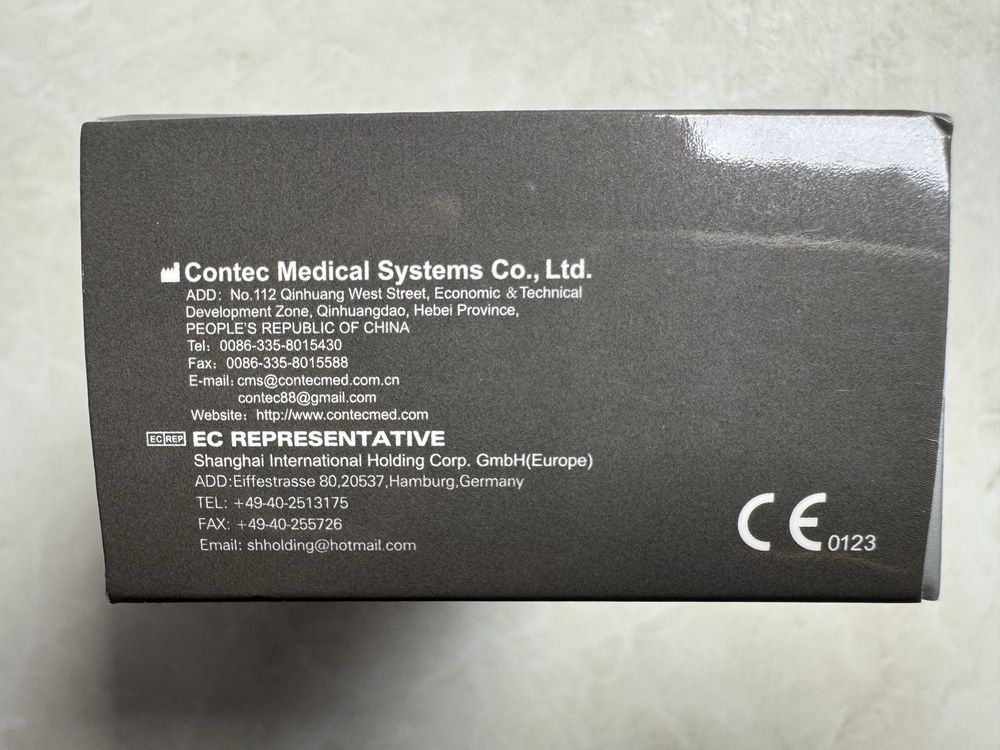 Contec Medical Systems Co., Ltd.
ADD: No.112 Qinhuang West Street, Economic & Technical
Development Zone, Qinhuangdao, Hebei Province,
PEOPLE'S REPUBLIC OF CHINA
Tel: 0086-335-8015430
Fax: 0086-335-8015588
E-mail: cms@contecmed.com.cn
contec88@gmail.com
Website: http://www.contecmed.com
EC REP EC REPRESENTATIVE
Shanghai International Holding Corp. GmbH(Europe)
ADD:Eiffestrasse 80,20537,Hamburg,Germany
TEL: +49-40-2513175
FAX: +49-40-255726
Email: shholding@hotmail.com
CE 0123